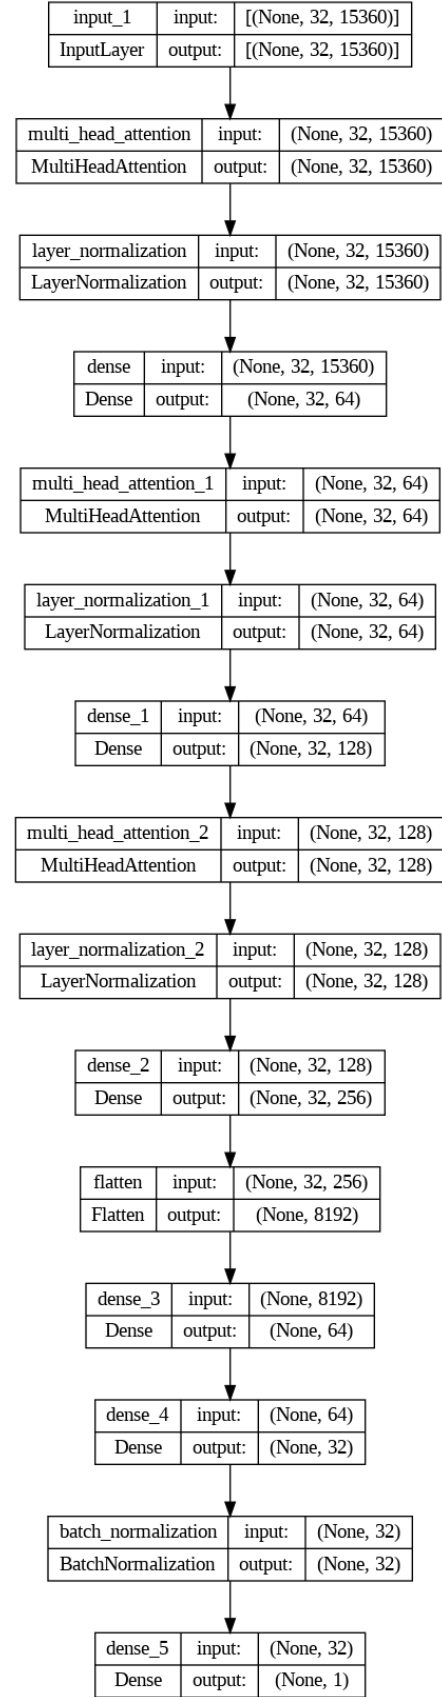 input_1 input: [(None, 32, 15360)]
InputLayer output: [(None, 32, 15360)]
multi_head_attention input: (None, 32, 15360)
MultiHeadAttention output: (None, 32, 15360)
layer_normalization input: (None, 32, 15360)
LayerNormalization output: (None, 32, 15360)
dense input: (None, 32, 15360)
Dense output: (None, 32, 64)
multi_head_attention_1 input: (None, 32, 64)
MultiHeadAttention output: (None, 32, 64)
layer_normalization_1 input: (None, 32, 64)
LayerNormalization output: (None, 32, 64)
dense_1 input: (None, 32, 64)
Dense output: (None, 32, 128)
multi_head_attention_2 input: (None, 32, 128)
MultiHeadAttention output: (None, 32, 128)
layer_normalization_2 input: (None, 32, 128)
LayerNormalization output: (None, 32, 128)
dense_2 input: (None, 32, 128)
Dense output: (None, 32, 256)
flatten input: (None, 32, 256)
Flatten output: (None, 8192)
dense_3 input: (None, 8192)
Dense output: (None, 64)
dense_4 input: (None, 64)
Dense output: (None, 32)
batch_normalization input: (None, 32)
BatchNormalization output: (None, 32)
dense_5 input: (None, 32)
Dense output: (None, 1)